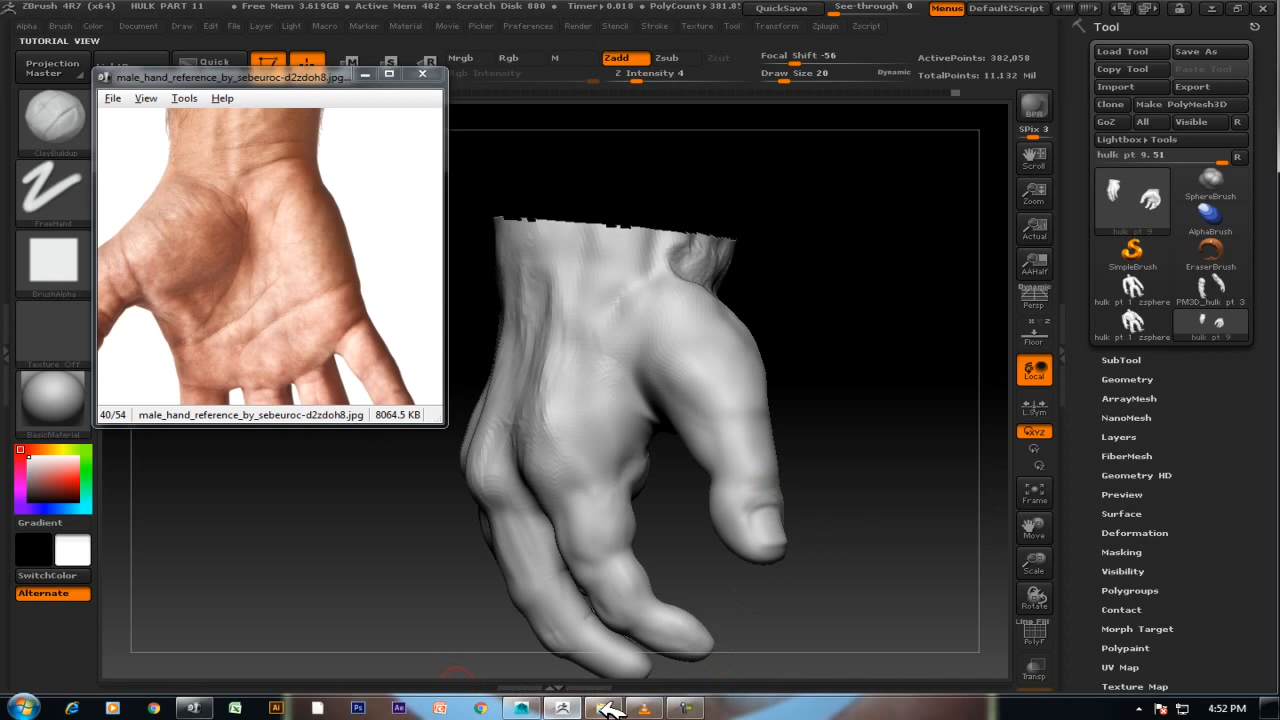 ZBrush 4R7 (x64) HULK PART 11 • Free Mem 3.619GB • Active Mem 482 • Scratch Disk 880 • Timer▸0.018 • PolyCount▸381.8 QuickSave See-through 0 Menus DefaultZScript
Alpha Brush Color Document Draw Edit File Layer Light Macro Marker Material Movie Picker Preferences Render Stencil Stroke Texture Tool Transform Zplugin Zscript
TUTORIAL VIEW
Projection Master
Quick
Mrgb Rgb M
Rgb Intensity
Zadd Zsub Zcut
Z Intensity 4
Focal Shift -56
Draw Size 20 Dynamic
ActivePoints: 382,058
TotalPoints: 11.132 Mil
male_hand_reference_by_sebeuroc-d2zdoh8.jpg...
File View Tools Help
40/54 male_hand_reference_by_sebeuroc-d2zdoh8.jpg 8064.5 KB
ClayBuildup
FreeHand
BrushAlpha
Texture Off
BasicMaterial
Gradient
SwitchColor
Alternate
BPR
SPix 3
Scroll
Zoom
Actual
AAHalf
Dynamic
Persp
X Y Z
Floor
Local
L.Sym
XYZ
Frame
Move
Scale
Rotate
Line Fill
PolyF
Transp
Tool
Load Tool Save As
Copy Tool Paste Tool
Import Export
Clone Make PolyMesh3D
GoZ All Visible R
Lightbox▸Tools
hulk pt 9.51 R
hulk pt 9
SphereBrush
AlphaBrush
SimpleBrush EraserBrush
hulk pt 1 zsphere PM3D_hulk pt 3
hulk pt 1 zsphere hulk pt 9
SubTool
Geometry
ArrayMesh
NanoMesh
Layers
FiberMesh
Geometry HD
Preview
Surface
Deformation
Masking
Visibility
Polygroups
Contact
Morph Target
Polypaint
UV Map
Texture Map
Ai Ps Ae
4:52 PM